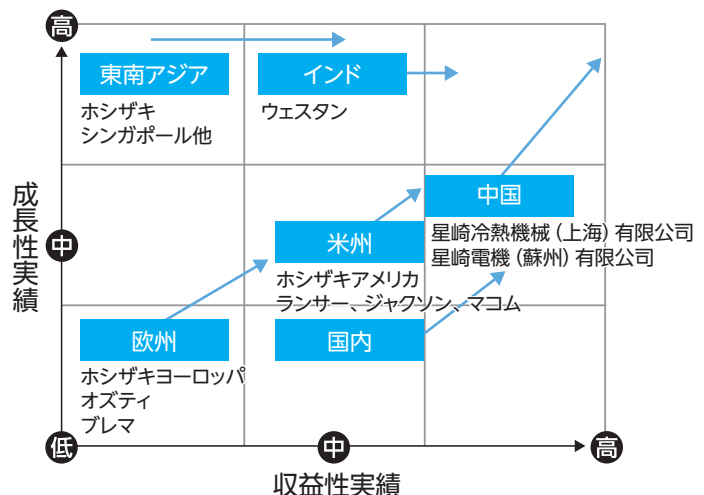 高
東南アジア
ホシザキ
シンガポール他
インド
ウェスタン
中国
星崎冷熱機械（上海）有限公司
星崎電機（蘇州）有限公司
成長性実績
中
米州
ホシザキアメリカ
ランサー、ジャクソン、マコム
欧州
ホシザキヨーロッパ
オズティ
ブレマ
国内
低
中
高
収益性実績